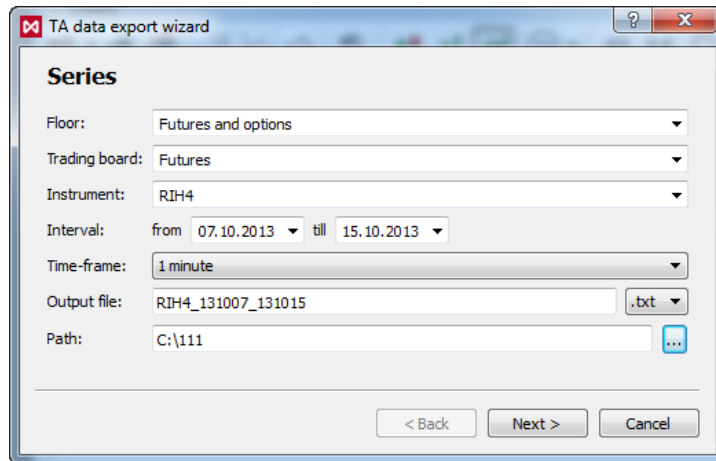 TA data export wizard
?
Series
Floor: Futures and options
Trading board: Futures
Instrument: RIH4
Interval: from 07.10.2013 till 15.10.2013
Time-frame: 1 minute
Output file: RIH4_131007_131015 .txt
Path: C:\111 ...
< Back Next > Cancel